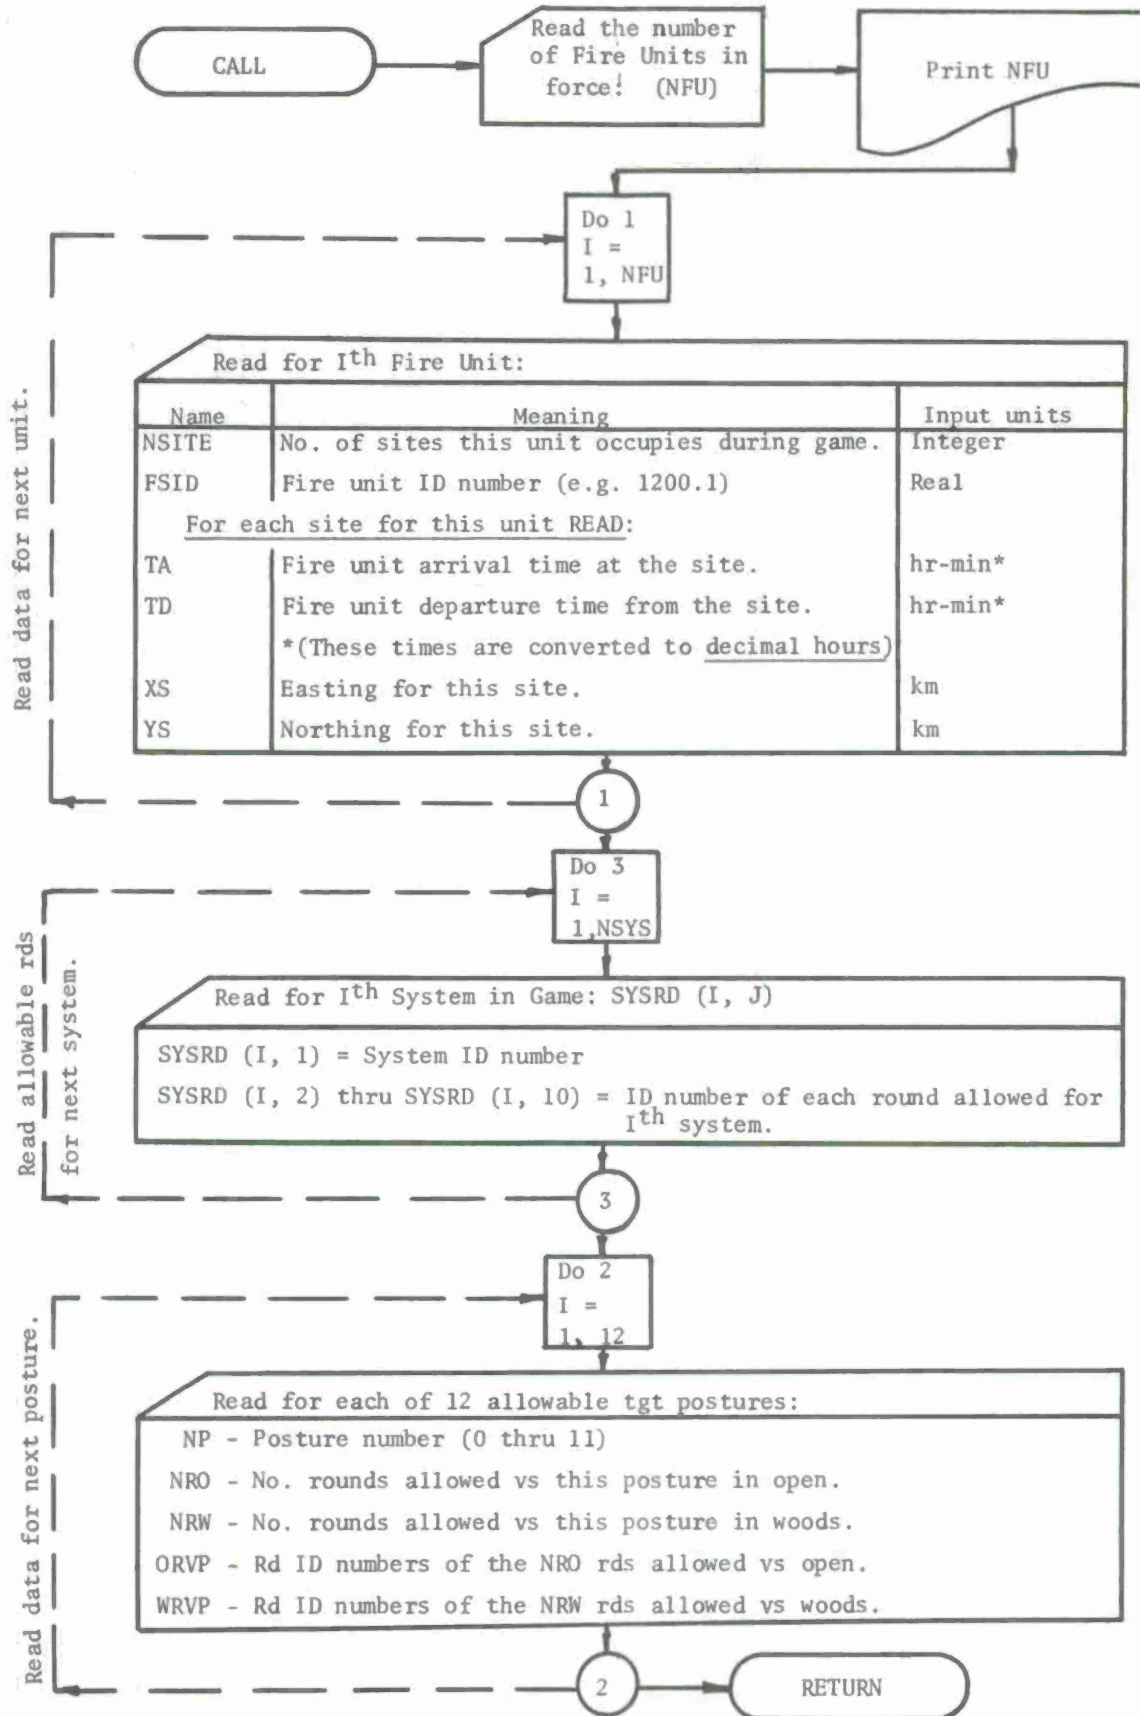 CALL
Read the number
of Fire Units in
force! (NFU)
Print NFU
Do 1
I =
1, NFU
Read data for next unit.
Read for Ith Fire Unit:
Name Meaning Input units
NSITE No. of sites this unit occupies during game. Integer
FSID Fire unit ID number (e.g. 1200.1) Real
For each site for this unit READ:
TA Fire unit arrival time at the site. hr-min*
TD Fire unit departure time from the site. hr-min*
*(These times are converted to decimal hours)
XS Easting for this site. km
YS Northing for this site. km
1
Do 3
I =
1,NSYS
Read allowable rds
for next system.
Read for Ith System in Game: SYSRD (I, J)
SYSRD (I, 1) = System ID number
SYSRD (I, 2) thru SYSRD (I, 10) = ID number of each round allowed for
Ith system.
3
Do 2
I =
1, 12
Read data for next posture.
Read for each of 12 allowable tgt postures:
NP - Posture number (0 thru 11)
NRO - No. rounds allowed vs this posture in open.
NRW - No. rounds allowed vs this posture in woods.
ORVP - Rd ID numbers of the NRO rds allowed vs open.
WRVP - Rd ID numbers of the NRW rds allowed vs woods.
2
RETURN